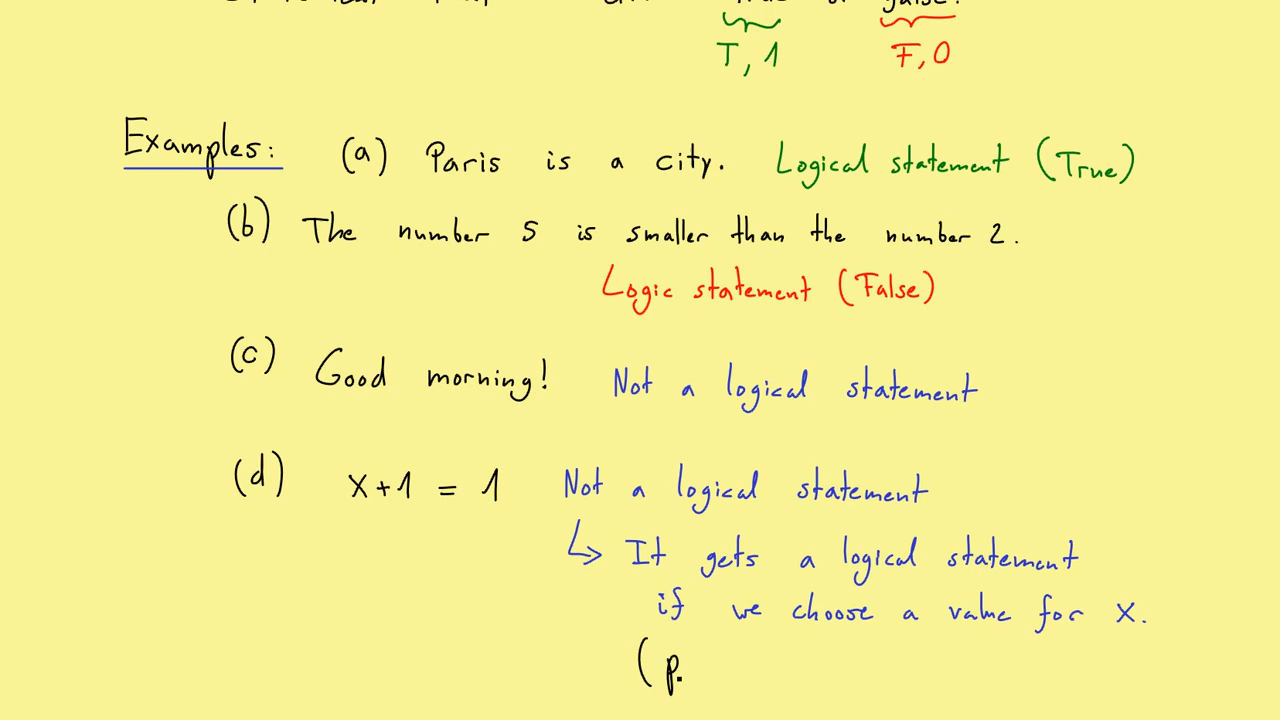 false.
T, 1 F, 0
Examples: (a) Paris is a city. Logical statement (True)
(b) The number 5 is smaller than the number 2.
Logic statement (False)
(c) Good morning! Not a logical statement
(d) x+1 = 1 Not a logical statement
↳ It gets a logical statement
if we choose a value for x.
(p.